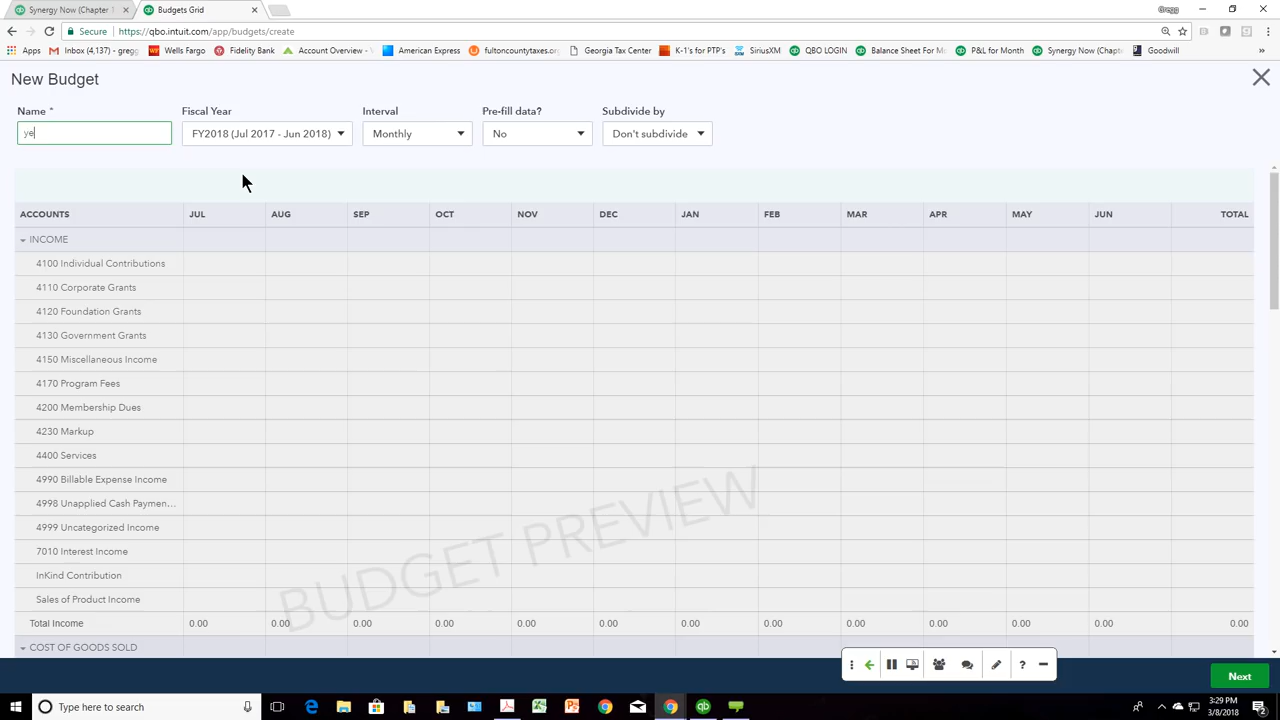 Synergy Now (Chapter 1
Budgets Grid
Gregg
Secure
https://qbo.intuit.com/app/budgets/create
Apps
Inbox (4,137) - gregg
Wells Fargo
Fidelity Bank
Account Overview -
American Express
fultoncountytaxes.org
Georgia Tax Center
K-1's for PTP's
SiriusXM
QBO LOGIN
Balance Sheet For M
P&L for Month
Synergy Now (Chapte
Goodwill
New Budget
Name * Fiscal Year Interval Pre-fill data? Subdivide by
ye FY2018 (Jul 2017 - Jun 2018) Monthly No Don't subdivide
ACCOUNTS JUL AUG SEP OCT NOV DEC JAN FEB MAR APR MAY JUN TOTAL
INCOME
4100 Individual Contributions
4110 Corporate Grants
4120 Foundation Grants
4130 Government Grants
4150 Miscellaneous Income
4170 Program Fees
4200 Membership Dues
4230 Markup
4400 Services
4990 Billable Expense Income
4998 Unapplied Cash Paymen...
4999 Uncategorized Income
7010 Interest Income
InKind Contribution
Sales of Product Income
BUDGET PREVIEW
Total Income 0.00 0.00 0.00 0.00 0.00 0.00 0.00 0.00 0.00 0.00 0.00 0.00 0.00
COST OF GOODS SOLD
Next
Type here to search
3:29 PM
3/8/2018